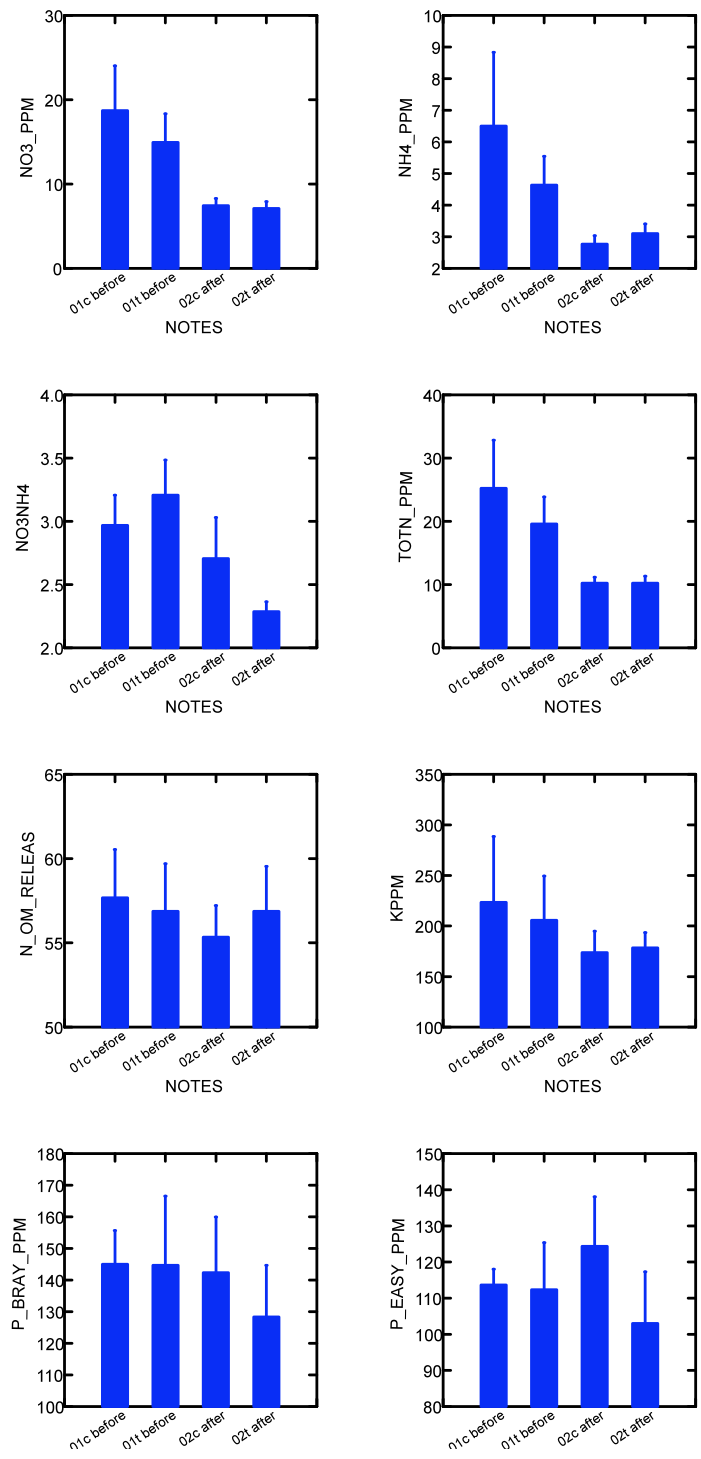 NO3_PPM
30
20
10
0
01c before
01t before
02c after
02t after
NOTES
NH4_PPM
10
9
8
7
6
5
4
3
2
01c before
01t before
02c after
02t after
NOTES
NO3NH4
4.0
3.5
3.0
2.5
2.0
01c before
01t before
02c after
02t after
NOTES
TOTN_PPM
40
30
20
10
0
01c before
01t before
02c after
02t after
NOTES
N_OM_RELEAS
65
60
55
50
01c before
01t before
02c after
02t after
NOTES
KPPM
350
300
250
200
150
100
01c before
01t before
02c after
02t after
NOTES
P_BRAY_PPM
180
170
160
150
140
130
120
110
100
01c before
01t before
02c after
02t after
P_EASY_PPM
150
140
130
120
110
100
90
80
01c before
01t before
02c after
02t after